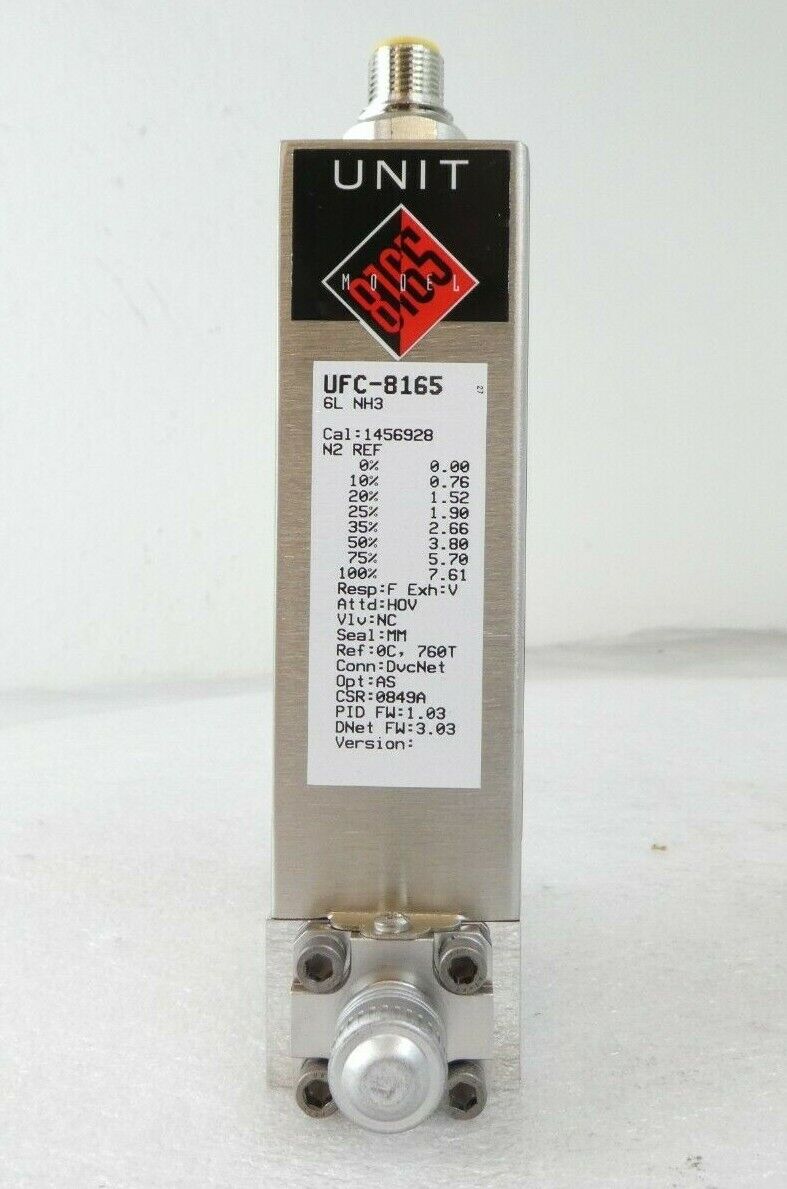 UNIT
8165
MODEL
UFC-8165 27
6L NH3
Cal:1456928
N2 REF
0% 0.00
10% 0.76
20% 1.52
25% 1.90
35% 2.66
50% 3.80
75% 5.70
100% 7.61
Resp:F Exh:V
Attd:HOV
Vlv:NC
Seal:MM
Ref:0C, 760T
Conn:DvcNet
Opt:AS
CSR:0849A
PID FW:1.03
DNet FW:3.03
Version: